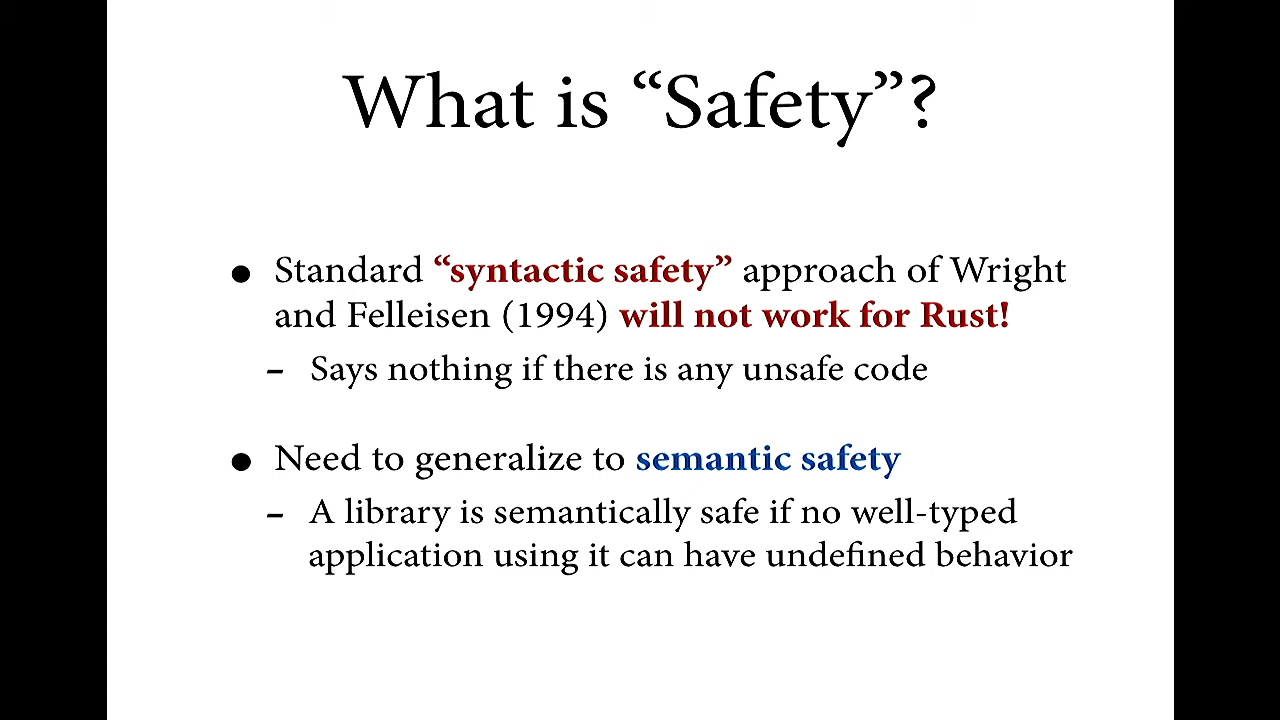 What is “Safety”?
● Standard “syntactic safety” approach of Wright
and Felleisen (1994) will not work for Rust!
– Says nothing if there is any unsafe code
● Need to generalize to semantic safety
– A library is semantically safe if no well-typed
application using it can have undefined behavior